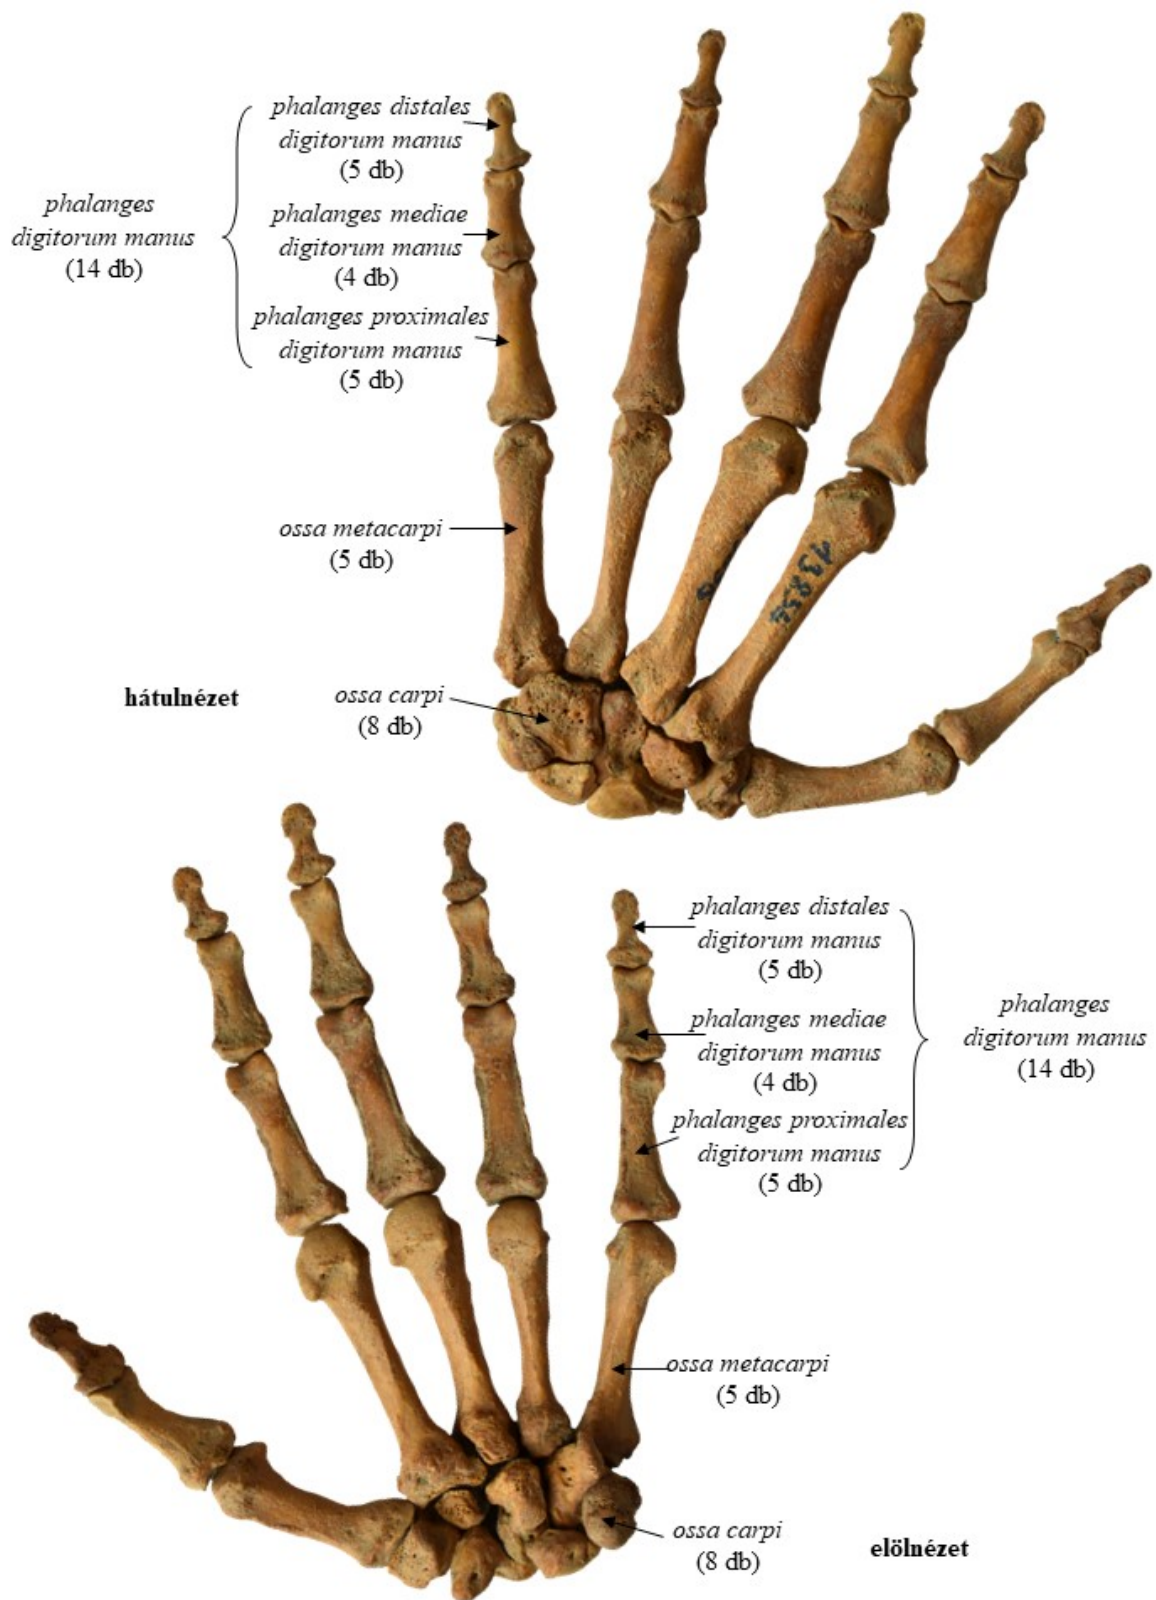 phalanges distales
digitorum manus
(5 db)
phalanges
digitorum manus
(14 db)
phalanges mediae
digitorum manus
(4 db)
phalanges proximales
digitorum manus
(5 db)
ossa metacarpi
(5 db)
13854
hátulnézet
ossa carpi
(8 db)
phalanges distales
digitorum manus
(5 db)
phalanges mediae
digitorum manus
(4 db)
phalanges
digitorum manus
(14 db)
phalanges proximales
digitorum manus
(5 db)
ossa metacarpi
(5 db)
ossa carpi
(8 db)
elölnézet